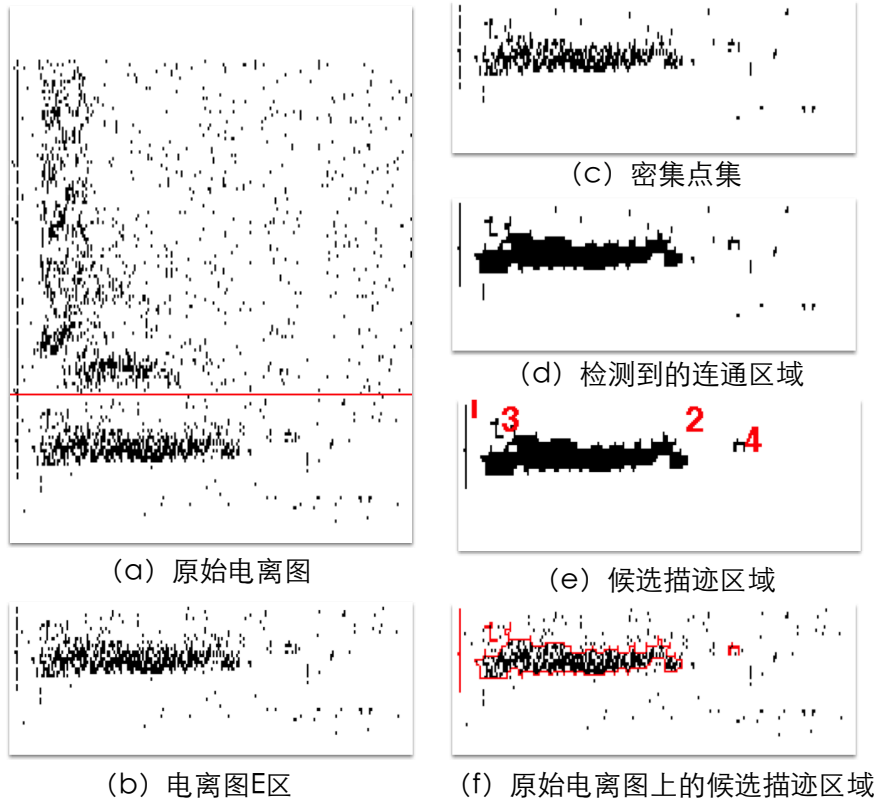 （a）原始电离图
（b）电离图E区
（c）密集点集
（d）检测到的连通区域
1 3 2 4
（e）候选描迹区域
（f）原始电离图上的候选描迹区域